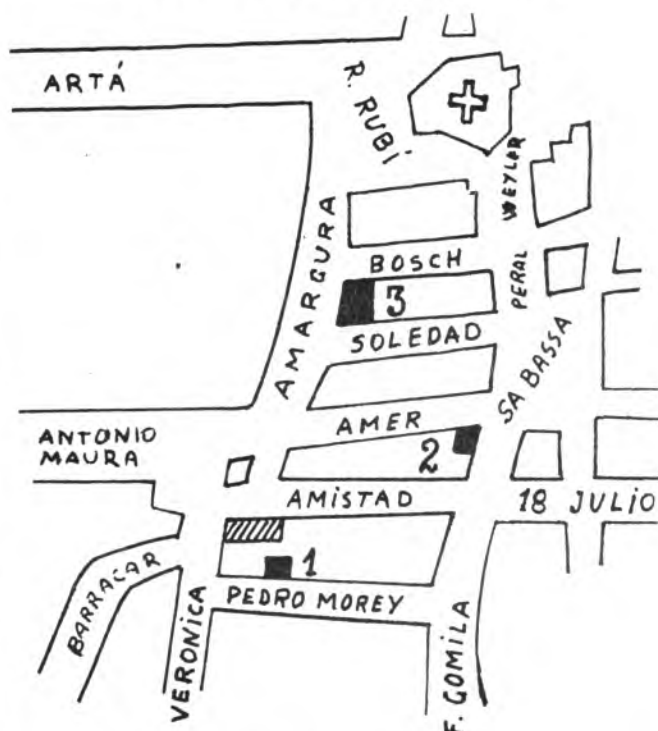 ARTÁ
R. RUBÍ
WEYLER
AMARGURA
BOSCH
PERAL
3
SOLEDAD
SA BASSA
AMER
ANTONIO
MAURA
2
AMISTAD
18 JULIO
1
BARRACAR
VERONICA
PEDRO MOREY
F. GOMILA